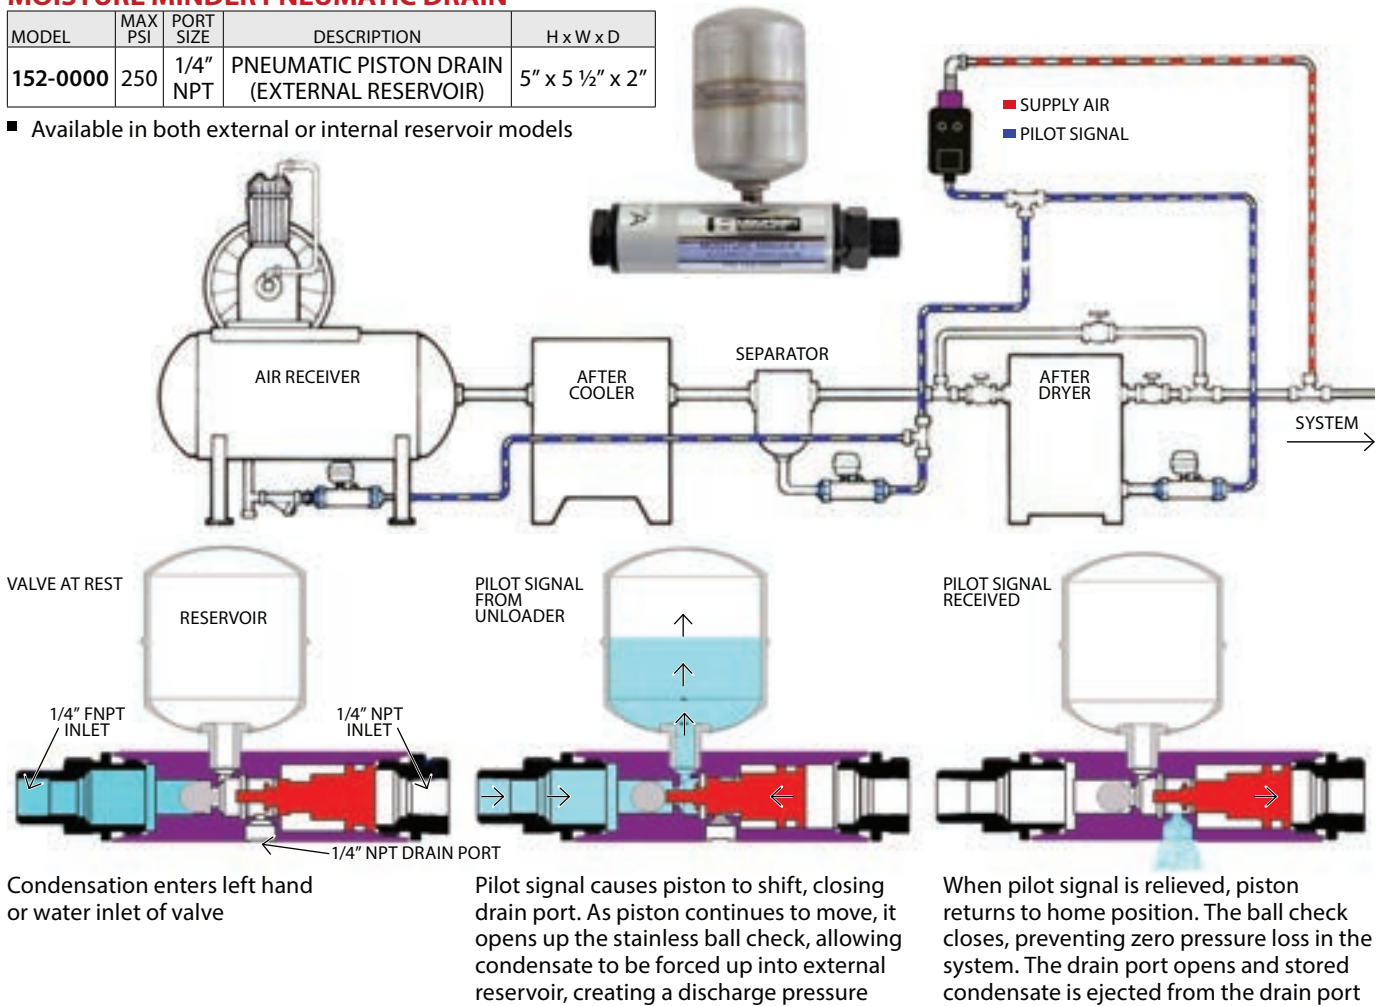 MOISTURE MINDER PNEUMATIC DRAIN
MODEL
MAX PSI
PORT SIZE
DESCRIPTION
H x W x D
152-0000
250
1/4” NPT
PNEUMATIC PISTON DRAIN
(EXTERNAL RESERVOIR)
5” x 5 ½” x 2”
■ Available in both external or internal reservoir models
SUPPLY AIR
PILOT SIGNAL
AIR RECEIVER
AFTER
COOLER
SEPARATOR
AFTER
DRYER
SYSTEM
VALVE AT REST
RESERVOIR
1/4” FNPT
INLET
1/4” NPT
INLET
1/4” NPT DRAIN PORT
Condensation enters left hand
or water inlet of valve
PILOT SIGNAL
FROM
UNLOADER
Pilot signal causes piston to shift, closing
drain port. As piston continues to move, it
opens up the stainless ball check, allowing
condensate to be forced up into external
reservoir, creating a discharge pressure
PILOT SIGNAL
RECEIVED
When pilot signal is relieved, piston
returns to home position. The ball check
closes, preventing zero pressure loss in the
system. The drain port opens and stored
condensate is ejected from the drain port